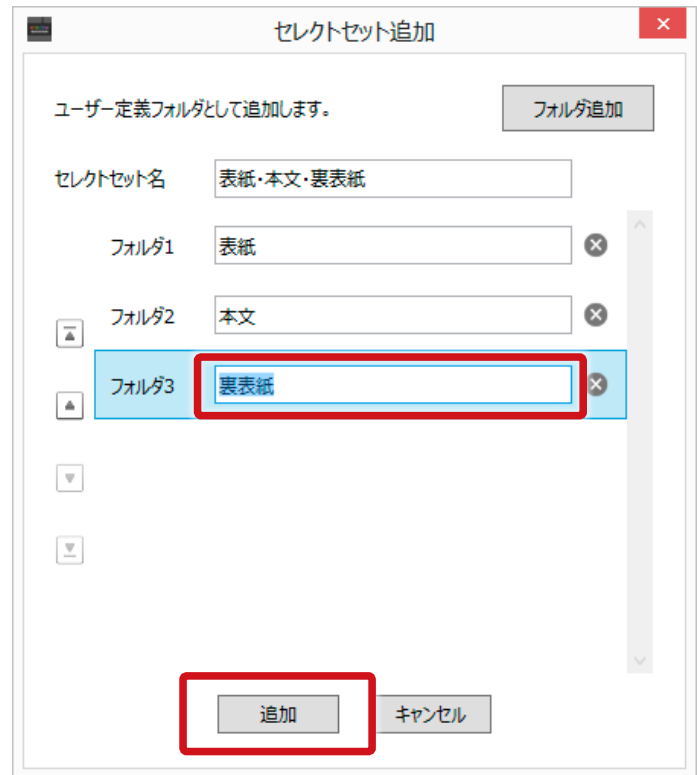 セレクトセット追加
ユーザー定義フォルダとして追加します。
フォルダ追加
セレクトセット名
表紙・本文・裏表紙
フォルダ1
表紙
フォルダ2
本文
フォルダ3
裏表紙
追加
キャンセル